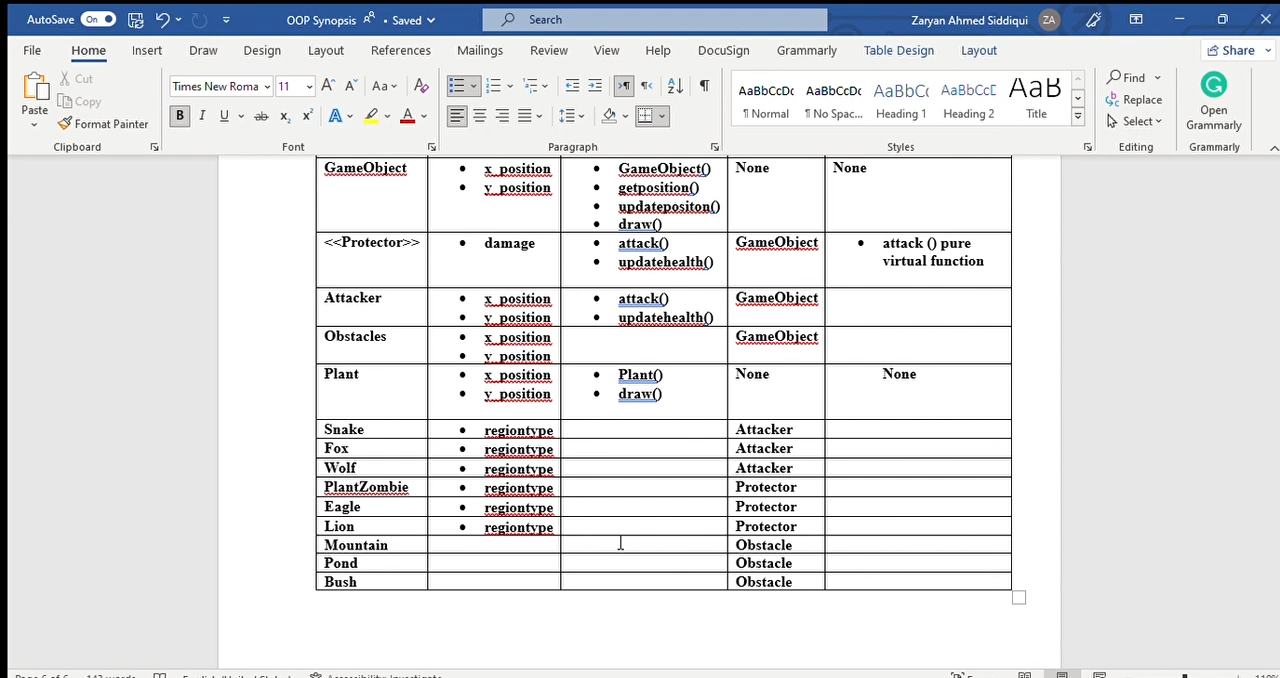 AutoSave On OOP Synopsis • Saved Search Zaryan Ahmed Siddiqui ZA
File Home Insert Draw Design Layout References Mailings Review View Help DocuSign Grammarly Table Design Layout Share
Paste Cut Copy Format Painter
Times New Roma 11 A A Aa A
B I U ab x₂ x² A A
AaBbCcDc AaBbCcDc AaBbCc AaBbCcD AaB
¶ Normal ¶ No Spac... Heading 1 Heading 2 Title
Find Replace Select
Open Grammarly
Clipboard Font Paragraph Styles Editing Grammarly
GameObject • x_position • GameObject() None None
• y_position • getposition()
• updatepositon()
• draw()
<<Protector>> • damage • attack() GameObject • attack () pure
• updatehealth() virtual function
Attacker • x_position • attack() GameObject
• y_position • updatehealth()
Obstacles • x_position GameObject
• y_position
Plant • x_position • Plant() None None
• y_position • draw()
Snake • regiontype Attacker
Fox • regiontype Attacker
Wolf • regiontype Attacker
PlantZombie • regiontype Protector
Eagle • regiontype Protector
Lion • regiontype Protector
Mountain Obstacle
Pond Obstacle
Bush Obstacle